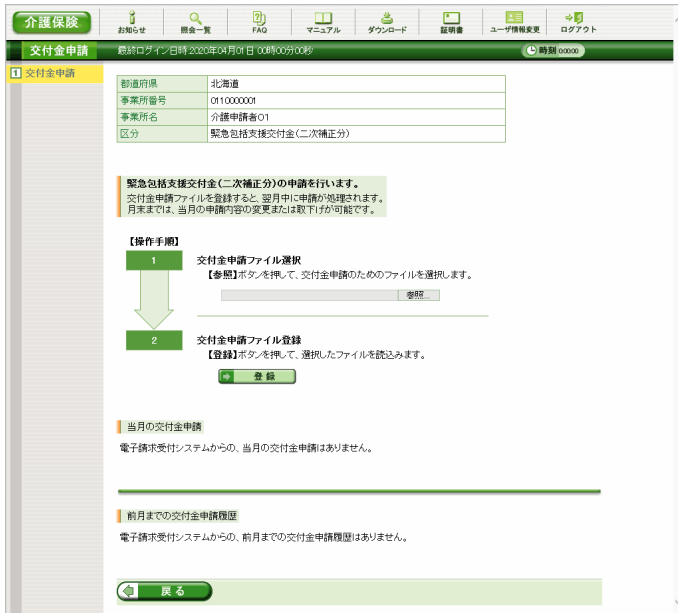 介護保険
お知らせ 照会一覧 FAQ マニュアル ダウンロード 証明書 ユーザ情報変更 ログアウト
交付金申請 最終ログイン日時:2020年04月01日 00時00分00秒 時刻 00:00:00
1 交付金申請
都道府県 北海道
事業所番号 0110000001
事業所名 介護申請者01
区分 緊急包括支援交付金(二次補正分)
緊急包括支援交付金(二次補正分)の申請を行います。
交付金申請ファイルを登録すると、翌月中に申請が処理されます。
月末までは、当月の申請内容の変更または取下げが可能です。
【操作手順】
1 交付金申請ファイル選択
【参照】ボタンを押して、交付金申請のためのファイルを選択します。
参照...
2 交付金申請ファイル登録
【登録】ボタンを押して、選択したファイルを読込みます。
登録
当月の交付金申請
電子請求受付システムからの、当月の交付金申請はありません。
前月までの交付金申請履歴
電子請求受付システムからの、前月までの交付金申請履歴はありません。
戻る